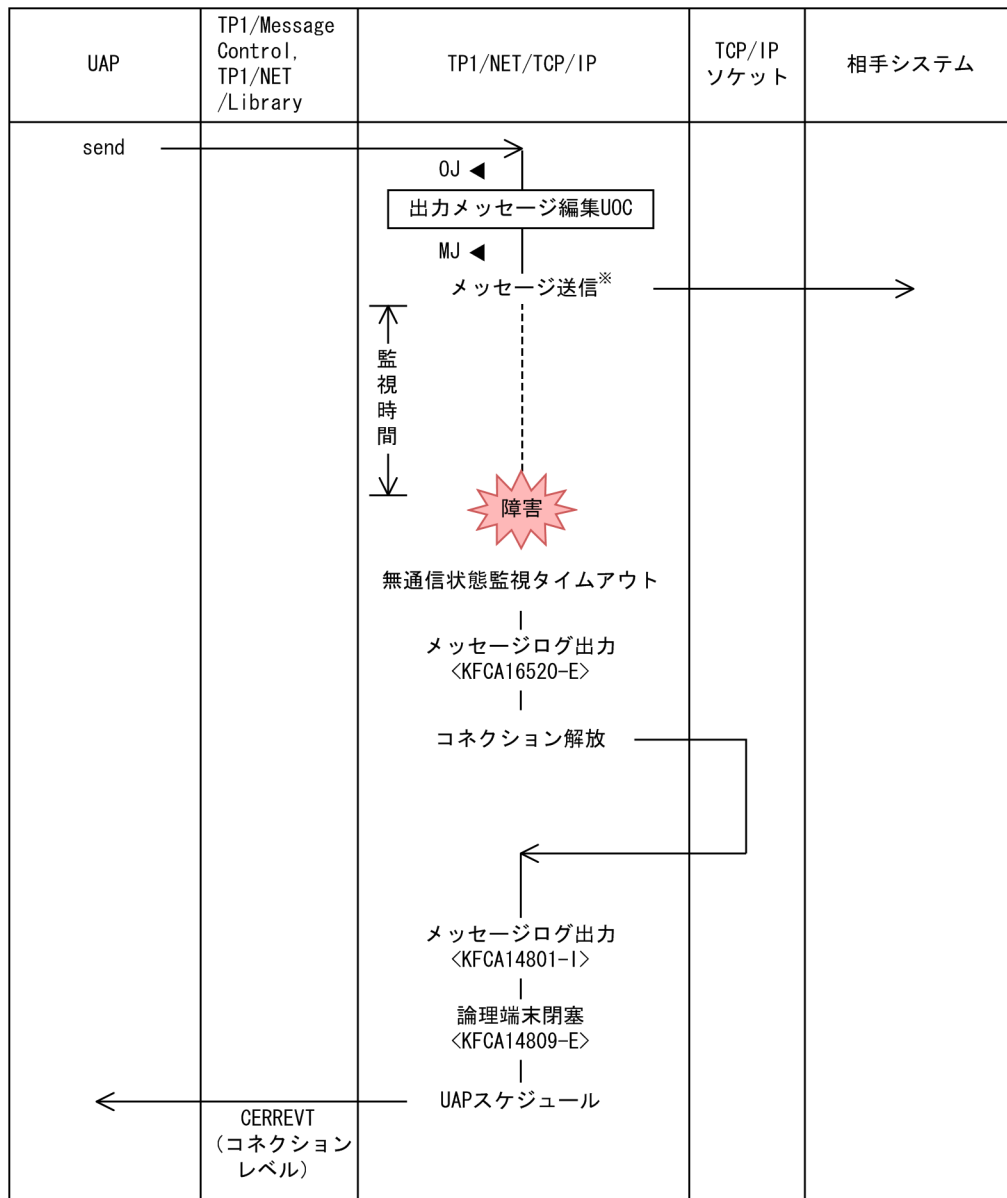 UAP
TP1/Message
Control,
TP1/NET
/Library
TP1/NET/TCP/IP
TCP/IP
ソケット
相手システム
send
OJ
出力メッセージ編集UOC
MJ
メッセージ送信※
監視時間
障害
無通信状態監視タイムアウト
メッセージログ出力
<KFCA16520-E>
コネクション解放
メッセージログ出力
<KFCA14801-I>
論理端末閉塞
<KFCA14809-E>
UAPスケジュール
CERREVT
(コネクション
レベル)